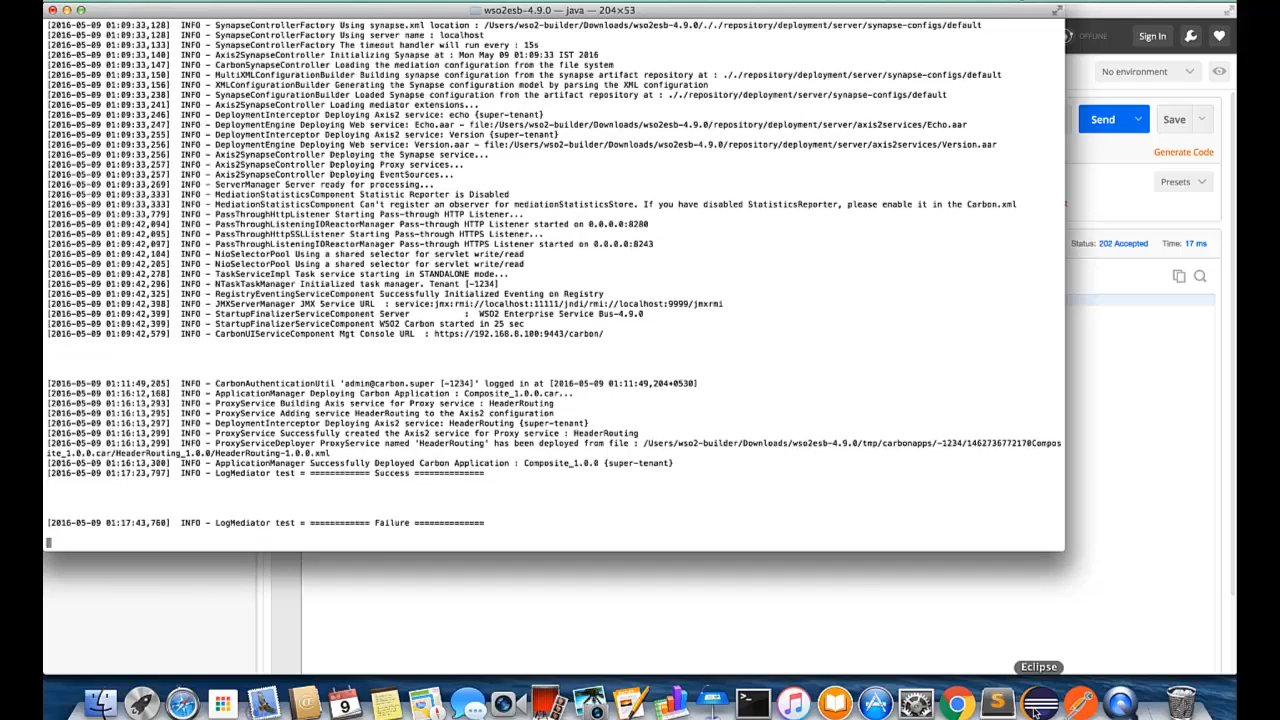 wso2esb-4.9.0 — java — 204×53
[2016-05-09 01:09:33,128]  INFO - SynapseControllerFactory Using synapse.xml location : /Users/wso2-builder/Downloads/wso2esb-4.9.0/././repository/deployment/server/synapse-configs/default
[2016-05-09 01:09:33,128]  INFO - SynapseControllerFactory Using server name : localhost
[2016-05-09 01:09:33,133]  INFO - SynapseControllerFactory The timeout handler will run every : 15s
[2016-05-09 01:09:33,140]  INFO - Axis2SynapseController Initializing Synapse at : Mon May 09 01:09:33 IST 2016
[2016-05-09 01:09:33,147]  INFO - CarbonSynapseController Loading the mediation configuration from the file system
[2016-05-09 01:09:33,150]  INFO - MultiXMLConfigurationBuilder Building synapse configuration from the synapse artifact repository at : ././repository/deployment/server/synapse-configs/default
[2016-05-09 01:09:33,156]  INFO - XMLConfigurationBuilder Generating the Synapse configuration model by parsing the XML configuration
[2016-05-09 01:09:33,238]  INFO - SynapseConfigurationBuilder Loaded Synapse configuration from the artifact repository at : ././repository/deployment/server/synapse-configs/default
[2016-05-09 01:09:33,241]  INFO - Axis2SynapseController Loading mediator extensions...
[2016-05-09 01:09:33,246]  INFO - DeploymentInterceptor Deploying Axis2 service: echo {super-tenant}
[2016-05-09 01:09:33,247]  INFO - DeploymentEngine Deploying Web service: Echo.aar - file:/Users/wso2-builder/Downloads/wso2esb-4.9.0/repository/deployment/server/axis2services/Echo.aar
[2016-05-09 01:09:33,256]  INFO - DeploymentInterceptor Deploying Axis2 service: Version {super-tenant}
[2016-05-09 01:09:33,256]  INFO - DeploymentEngine Deploying Web service: Version.aar - file:/Users/wso2-builder/Downloads/wso2esb-4.9.0/repository/deployment/server/axis2services/Version.aar
[2016-05-09 01:09:33,256]  INFO - Axis2SynapseController Deploying the Synapse service...
[2016-05-09 01:09:33,257]  INFO - Axis2SynapseController Deploying Proxy services...
[2016-05-09 01:09:33,257]  INFO - Axis2SynapseController Deploying EventSources...
[2016-05-09 01:09:33,269]  INFO - ServerManager Server ready for processing...
[2016-05-09 01:09:33,333]  INFO - MediationStatisticsComponent Statistic Reporter is Disabled
[2016-05-09 01:09:33,333]  INFO - MediationStatisticsComponent Can't register an observer for mediationStatisticsStore. If you have disabled StatisticsReporter, please enable it in the Carbon.xml
[2016-05-09 01:09:33,779]  INFO - PassThroughHttpListener Starting Pass-through HTTP Listener...
[2016-05-09 01:09:42,094]  INFO - PassThroughListeningIOReactorManager Pass-through HTTP Listener started on 0.0.0.0:8280
[2016-05-09 01:09:42,095]  INFO - PassThroughHttpSSLListener Starting Pass-through HTTPS Listener...
[2016-05-09 01:09:42,097]  INFO - PassThroughListeningIOReactorManager Pass-through HTTPS Listener started on 0.0.0.0:8243
[2016-05-09 01:09:42,104]  INFO - NioSelectorPool Using a shared selector for servlet write/read
[2016-05-09 01:09:42,205]  INFO - NioSelectorPool Using a shared selector for servlet write/read
[2016-05-09 01:09:42,278]  INFO - TaskServiceImpl Task service starting in STANDALONE mode...
[2016-05-09 01:09:42,296]  INFO - NTaskTaskManager Initialized task manager. Tenant [-1234]
[2016-05-09 01:09:42,305]  INFO - RegistryEventingServiceComponent Successfully Initialized Eventing on Registry
[2016-05-09 01:09:42,398]  INFO - JMXServerManager JMX Service URL  : service:jmx:rmi://localhost:11111/jndi/rmi://localhost:9999/jmxrmi
[2016-05-09 01:09:42,399]  INFO - StartupFinalizerServiceComponent Server           :  WSO2 Enterprise Service Bus-4.9.0
[2016-05-09 01:09:42,399]  INFO - StartupFinalizerServiceComponent WSO2 Carbon started in 25 sec
[2016-05-09 01:09:42,579]  INFO - CarbonUIServiceComponent Mgt Console URL  : https://192.168.8.100:9443/carbon/
[2016-05-09 01:11:49,205]  INFO - CarbonAuthenticationUtil 'admin@carbon.super [-1234]' logged in at [2016-05-09 01:11:49,204+0530]
[2016-05-09 01:16:12,168]  INFO - ApplicationManager Deploying Carbon Application : Composite_1.0.0.car...
[2016-05-09 01:16:13,293]  INFO - ProxyService Building Axis service for Proxy service : HeaderRouting
[2016-05-09 01:16:13,296]  INFO - ProxyService Adding service HeaderRouting to the Axis2 configuration
[2016-05-09 01:16:13,297]  INFO - DeploymentInterceptor Deploying Axis2 service: HeaderRouting {super-tenant}
[2016-05-09 01:16:13,299]  INFO - ProxyService Successfully created the Axis2 service for Proxy service : HeaderRouting
[2016-05-09 01:16:13,299]  INFO - ProxyServiceDeployer ProxyService named 'HeaderRouting' has been deployed from file : /Users/wso2-builder/Downloads/wso2esb-4.9.0/tmp/carbonapps/-1234/1462736772170Compos
ite_1.0.0.car/HeaderRouting_1.0.0/HeaderRouting-1.0.0.xml
[2016-05-09 01:16:13,300]  INFO - ApplicationManager Successfully Deployed Carbon Application : Composite_1.0.0 {super-tenant}
[2016-05-09 01:17:23,797]  INFO - LogMediator test = ============ Success ==============
[2016-05-09 01:17:43,760]  INFO - LogMediator test = ============ Failure ==============
OFFLINE
Sign In
No environment
Send
Save
Generate Code
Presets
Status: 202 Accepted
Time: 17 ms
Eclipse
9